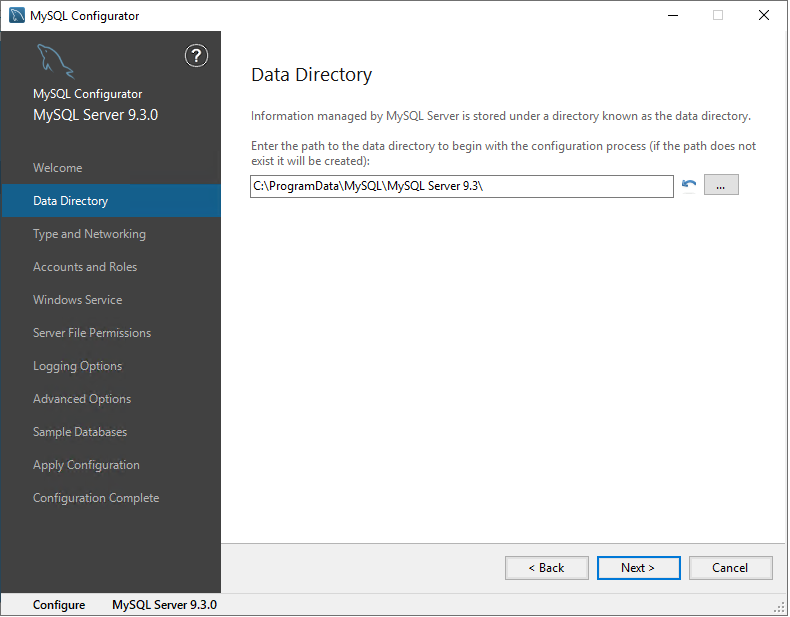 MySQL Configurator
?
MySQL Configurator
MySQL Server 9.3.0
Welcome
Data Directory
Type and Networking
Accounts and Roles
Windows Service
Server File Permissions
Logging Options
Advanced Options
Sample Databases
Apply Configuration
Configuration Complete
Data Directory
Information managed by MySQL Server is stored under a directory known as the data directory.
Enter the path to the data directory to begin with the configuration process (if the path does not
exist it will be created):
C:\ProgramData\MySQL\MySQL Server 9.3\
...
< Back
Next >
Cancel
Configure
MySQL Server 9.3.0